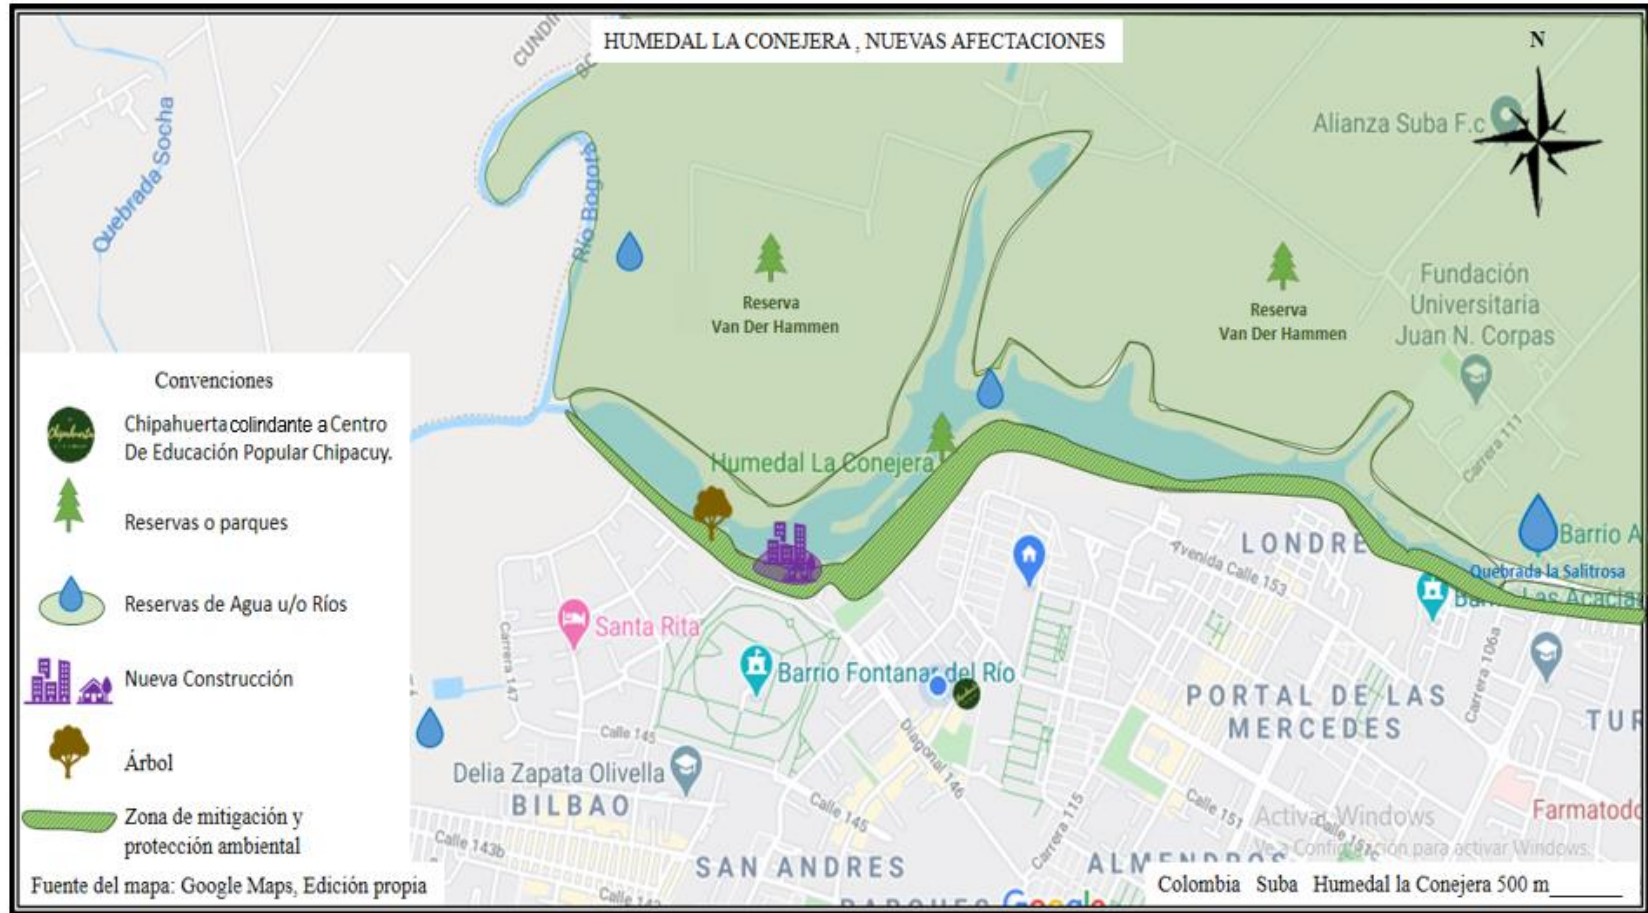 HUMEDAL LA CONEJERA , NUEVAS AFECTACIONES
N
Quebrada Socha
Río Bogotá
Alianza Suba F.c
Reserva
Van Der Hammen
Reserva
Van Der Hammen
Fundación
Universitaria
Juan N. Corpas
Carrera 111
Humedal La Conejera
Convenciones
Chipahuerta colindante a Centro
De Educación Popular Chipacuy.
Reservas o parques
Reservas de Agua u/o Ríos
Nueva Construcción
Árbol
Zona de mitigación y
protección ambiental
Fuente del mapa: Google Maps, Edición propia
LONDRE
Avenida Calle 153
Barrio A
Quebrada la Salitrosa
Las Acacias
Santa Rita
Carrera 147
Barrio Fontanar del Río
Carrera 106a
PORTAL DE LAS
MERCEDES
TUR
Calle 145
Diagonal 146
Delia Zapata Olivella
BILBAO
Calle 145
Carrera 115
Calle 151
Farmatodo
Activar Windows
Ve a Configuración para activar Windows.
Calle 143b
SAN ANDRES
ALMENDROS
Colombia Suba Humedal la Conejera 500 m_______
Google